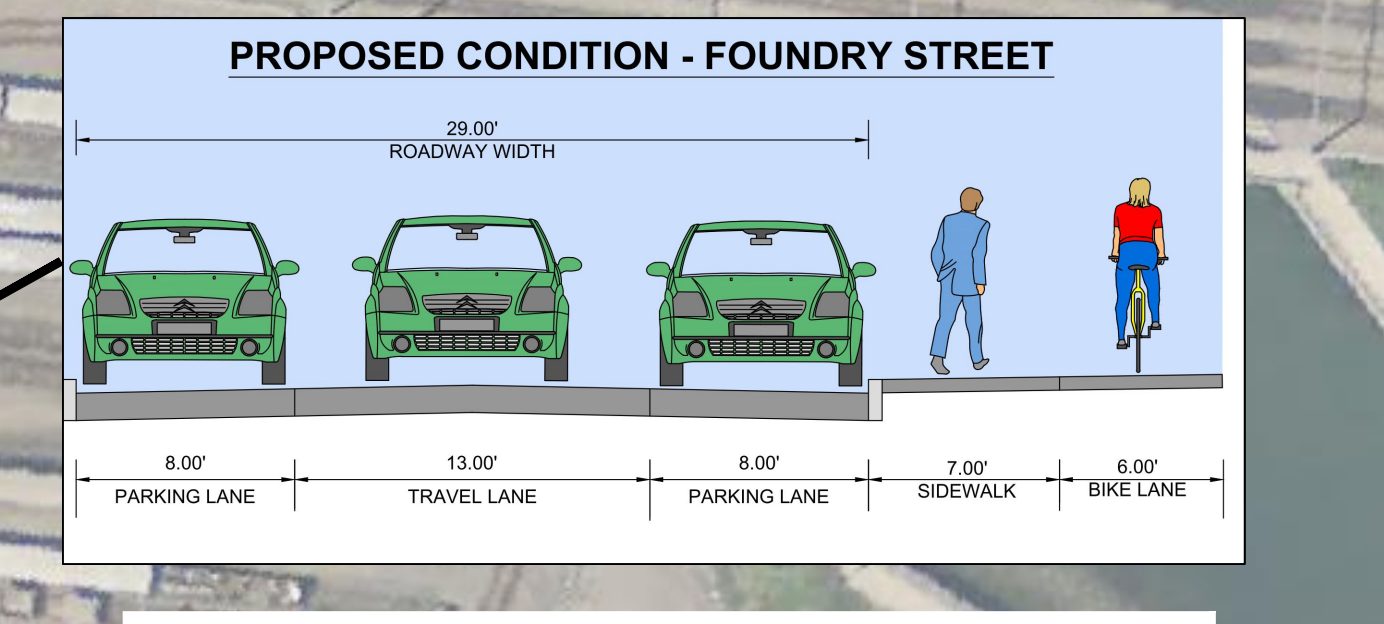 PROPOSED CONDITION - FOUNDRY STREET
29.00'
ROADWAY WIDTH
8.00'
PARKING LANE
13.00'
TRAVEL LANE
8.00'
PARKING LANE
7.00'
SIDEWALK
6.00'
BIKE LANE